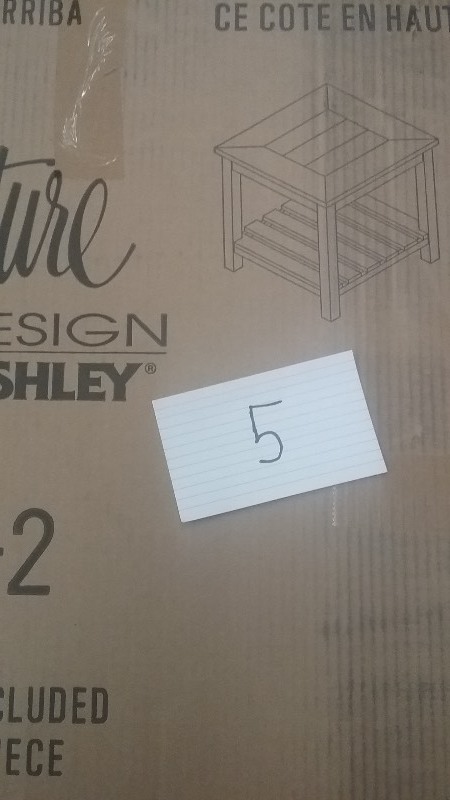 RRIBA
CE COTE EN HAUT
ture
ESIGN
SHLEY®
5
-2
CLUDED
ECE